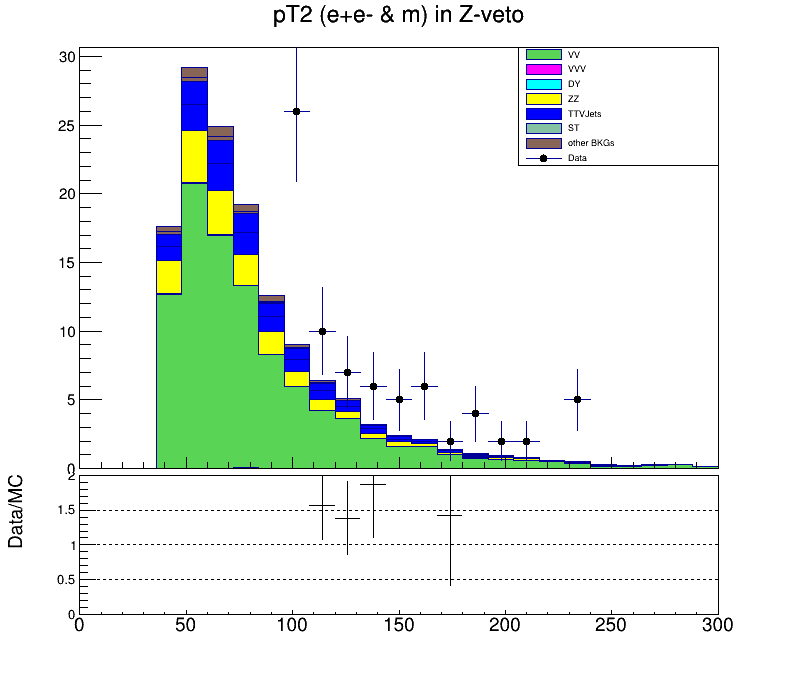 pT2 (e+e- & m) in Z-veto
30
25
20
15
10
5
0
VV
VVV
DY
ZZ
TTVJets
ST
other BKGs
Data
Data/MC
2
1.5
1
0.5
0
0 50 100 150 200 250 300